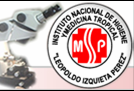 INSTITUTO NACIONAL DE HIGIENE
Y MEDICINA TROPICAL
MSP
"LEOPOLDO IZQUIETA PEREZ"